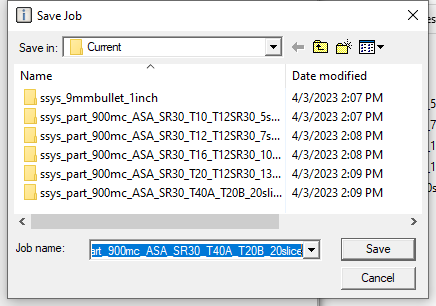 Save Job
Save in: Current
Name Date modified
ssys_9mmbullet_1inch 4/3/2023 2:07 PM
ssys_part_900mc_ASA_SR30_T10_T12SR30_5s... 4/3/2023 2:07 PM
ssys_part_900mc_ASA_SR30_T12_T12SR30_7s... 4/3/2023 2:08 PM
ssys_part_900mc_ASA_SR30_T16_T12SR30_10... 4/3/2023 2:08 PM
ssys_part_900mc_ASA_SR30_T20_T12SR30_13... 4/3/2023 2:09 PM
ssys_part_900mc_ASA_SR30_T40A_T20B_20slic... 4/3/2023 2:09 PM
Job name: art_900mc_ASA_SR30_T40A_T20B_20slice Save
Cancel